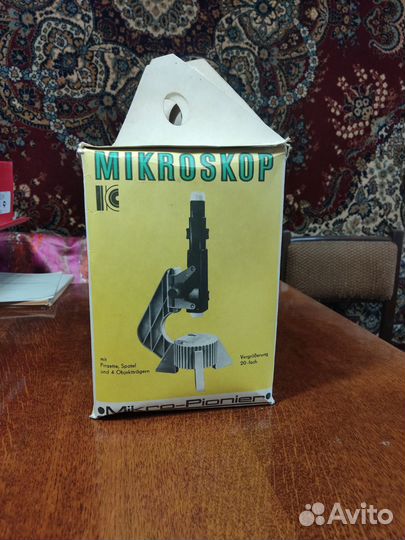 MIKROSKOP
mit
Pinzette, Spatel
und 4 Objektträgern
Vergrößerung
20-fach
Mikro-Pionier
Avito